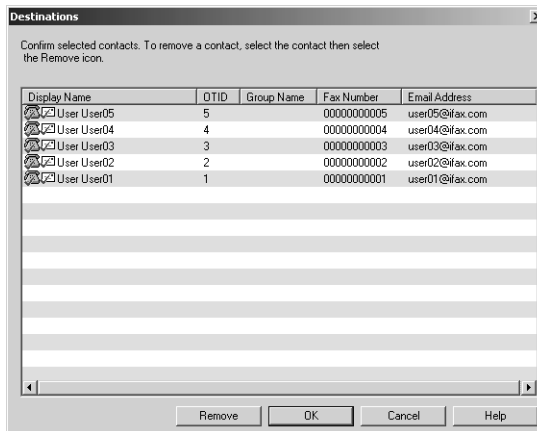 Destinations
Confirm selected contacts. To remove a contact, select the contact then select
the Remove icon.
Display Name OTID Group Name Fax Number Email Address
User User05 5 00000000005 user05@ifax.com
User User04 4 00000000004 user04@ifax.com
User User03 3 00000000003 user03@ifax.com
User User02 2 00000000002 user02@ifax.com
User User01 1 00000000001 user01@ifax.com
Remove OK Cancel Help